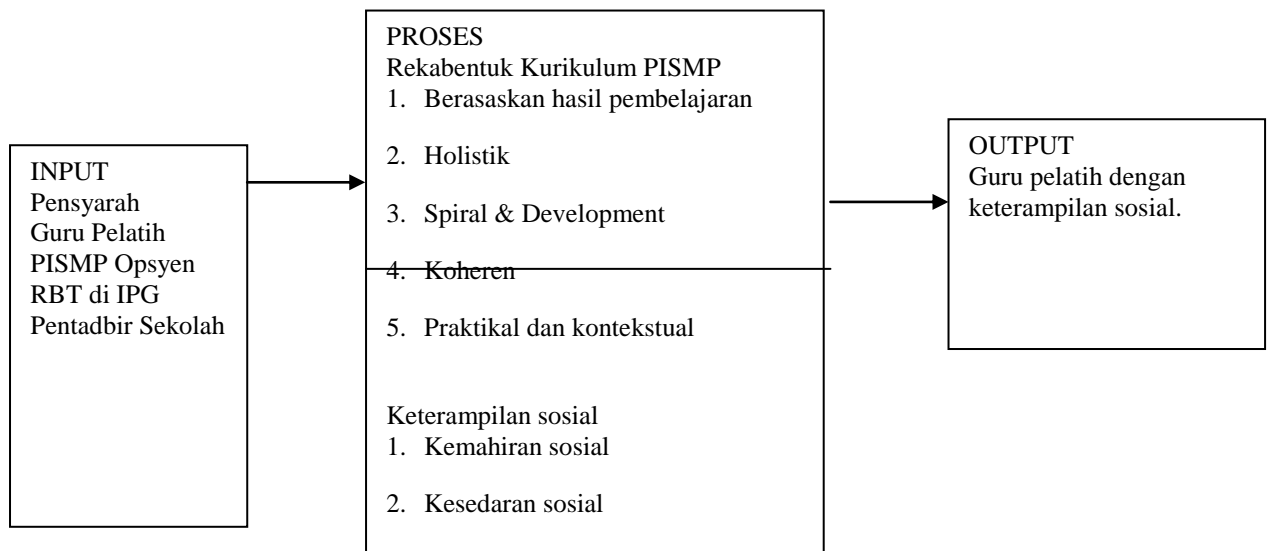 INPUT
Pensyarah
Guru Pelatih
PISMP Opsyen
RBT di IPG
Pentadbir Sekolah
PROSES
Rekabentuk Kurikulum PISMP
1. Berasaskan hasil pembelajaran
2. Holistik
3. Spiral & Development
4. Koheren
5. Praktikal dan kontekstual
Keterampilan sosial
1. Kemahiran sosial
2. Kesedaran sosial
OUTPUT
Guru pelatih dengan
keterampilan sosial.